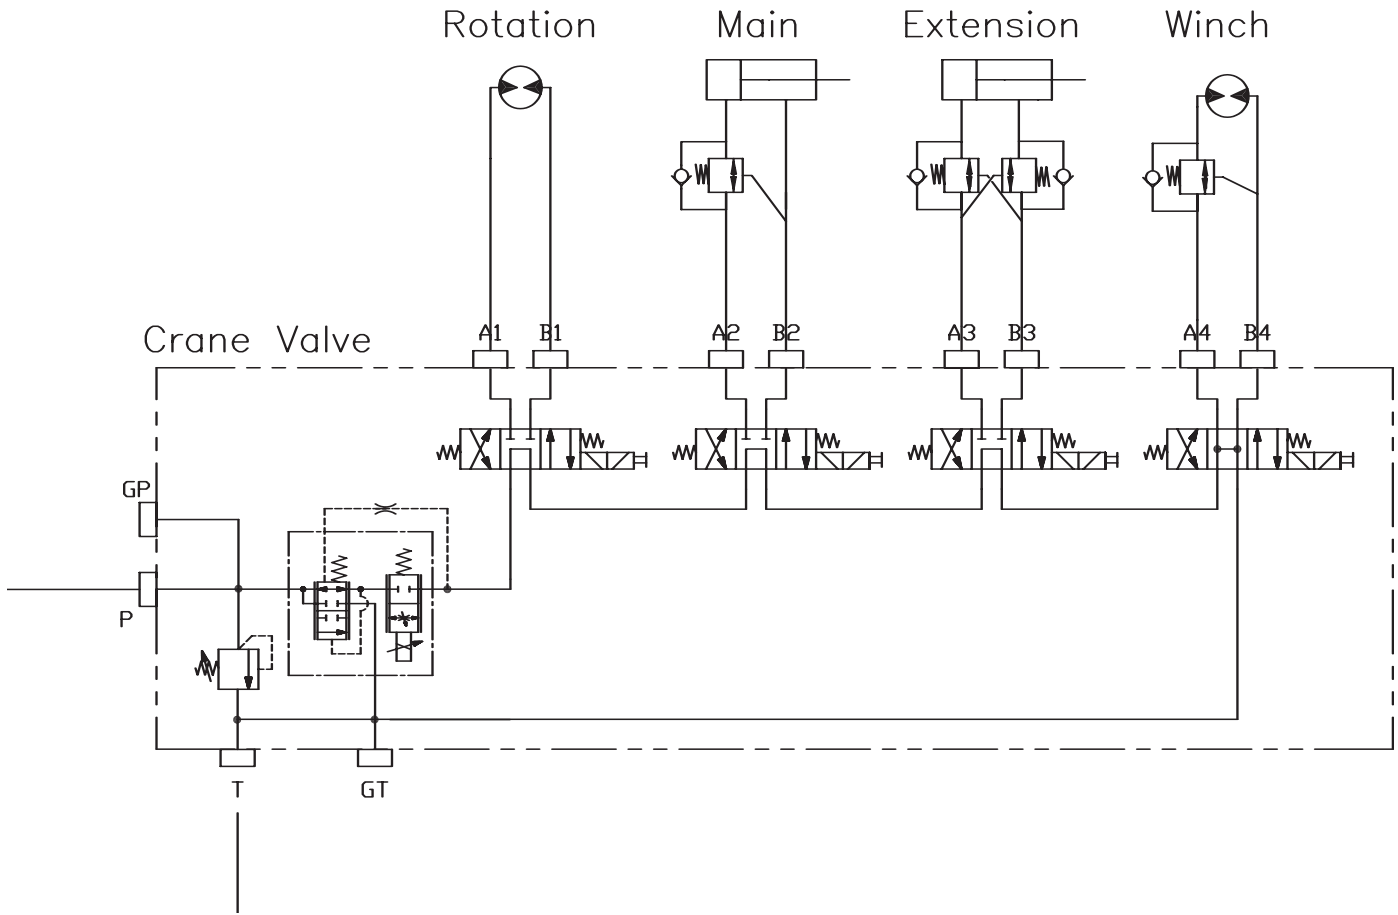 Rotation Main Extension Winch
A1 B1 A2 B2 A3 B3 A4 B4
Crane Valve
GP
P
T GT